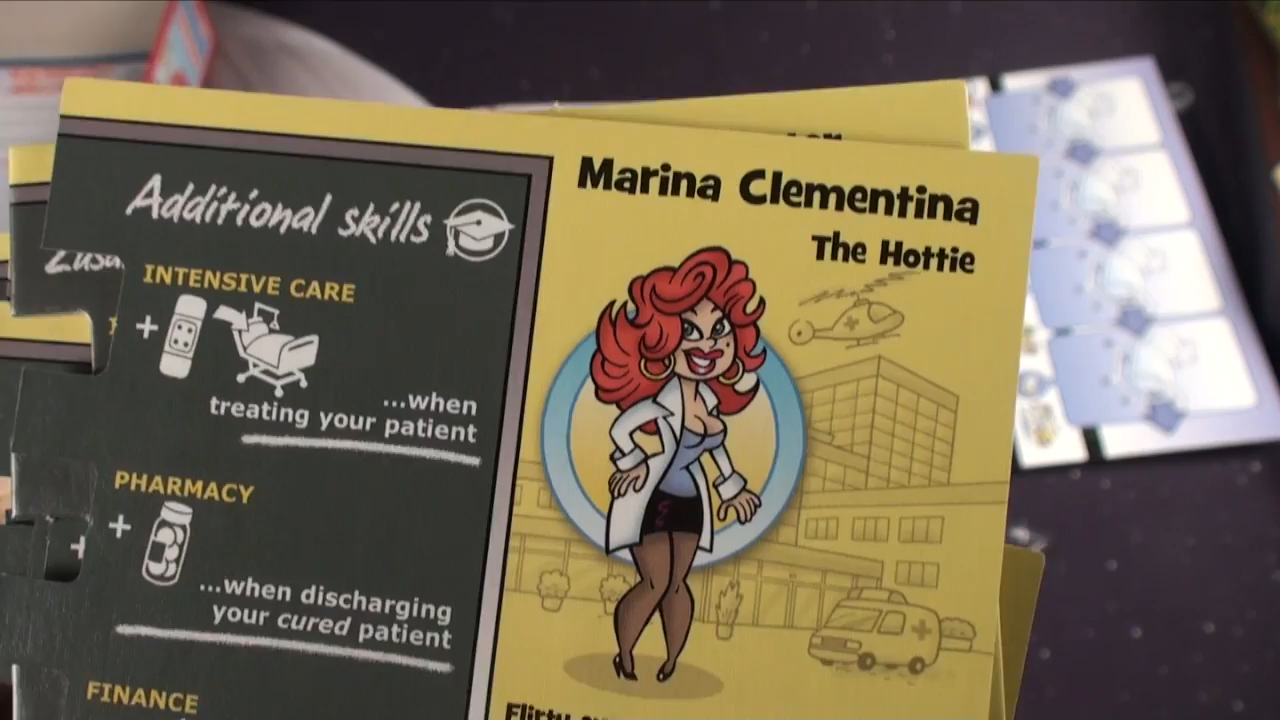 Additional skills
INTENSIVE CARE
+
...when
treating your patient
PHARMACY
+
...when discharging
your cured patient
FINANCE
Marina Clementina
The Hottie